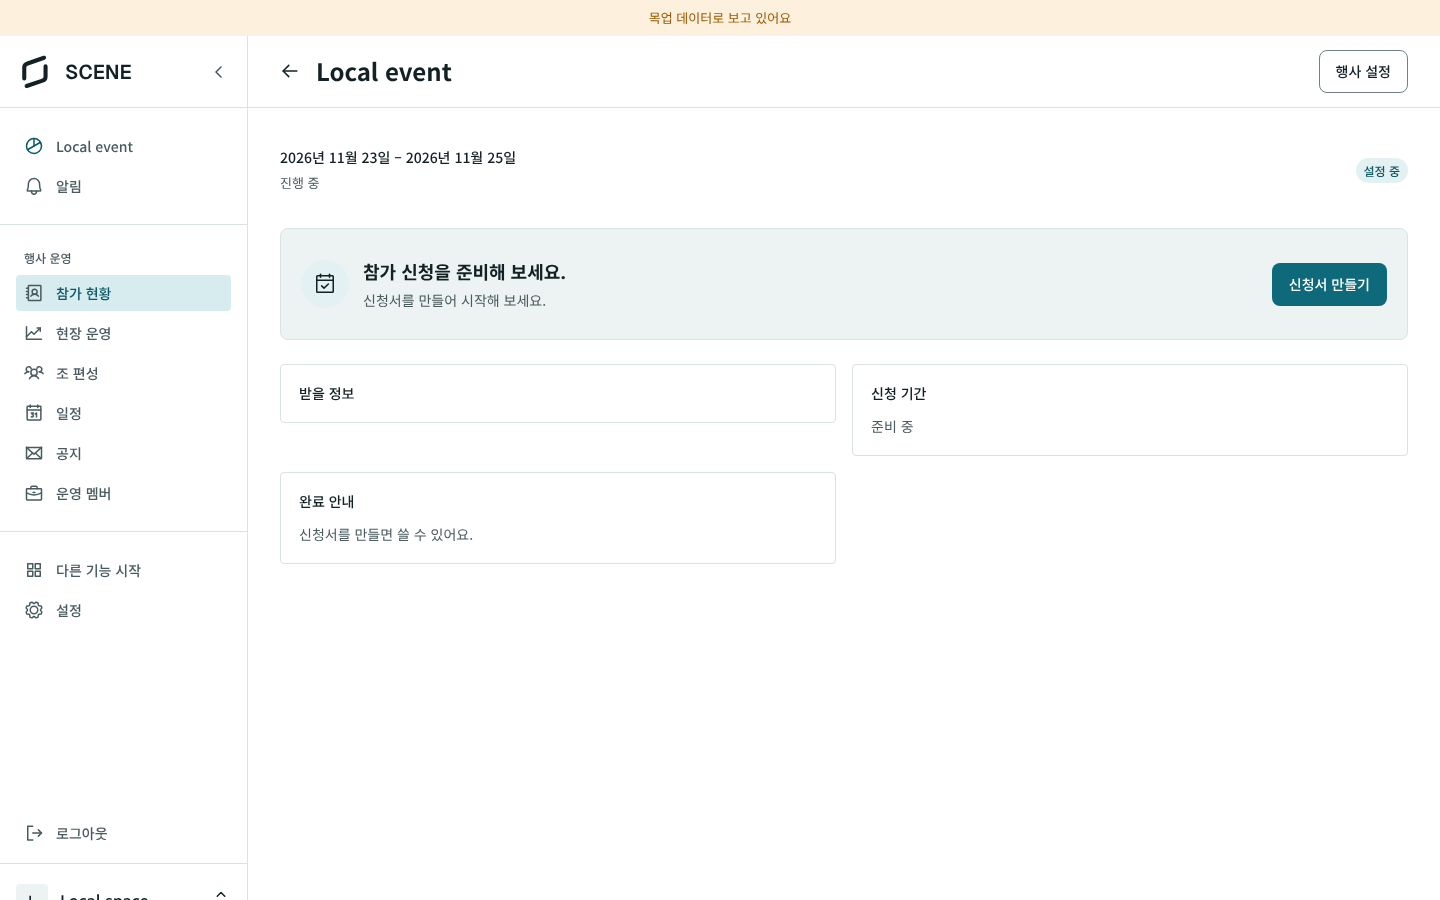 목업 데이터로 보고 있어요
SCENE
Local event
행사 설정
Local event
알림
2026년 11월 23일 – 2026년 11월 25일
진행 중
설정 중
행사 운영
참가 현황
현장 운영
조 편성
일정
공지
운영 멤버
참가 신청을 준비해 보세요.
신청서를 만들어 시작해 보세요.
신청서 만들기
받을 정보
신청 기간
준비 중
완료 안내
신청서를 만들면 쓸 수 있어요.
다른 기능 시작
설정
로그아웃
Local space